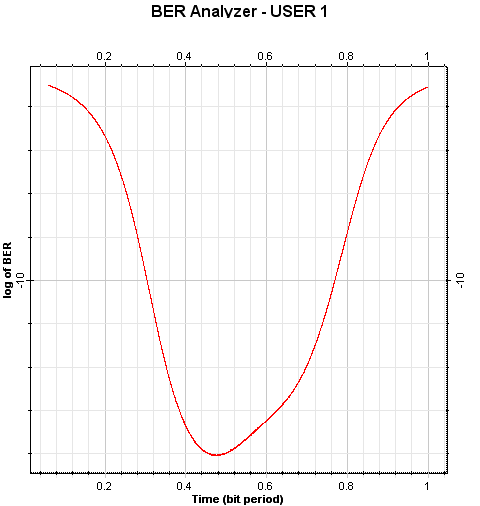 BER Analyzer - USER 1
0.2 0.4 0.6 0.8 1
log of BER
-10
-10
0.2 0.4 0.6 0.8 1
Time (bit period)